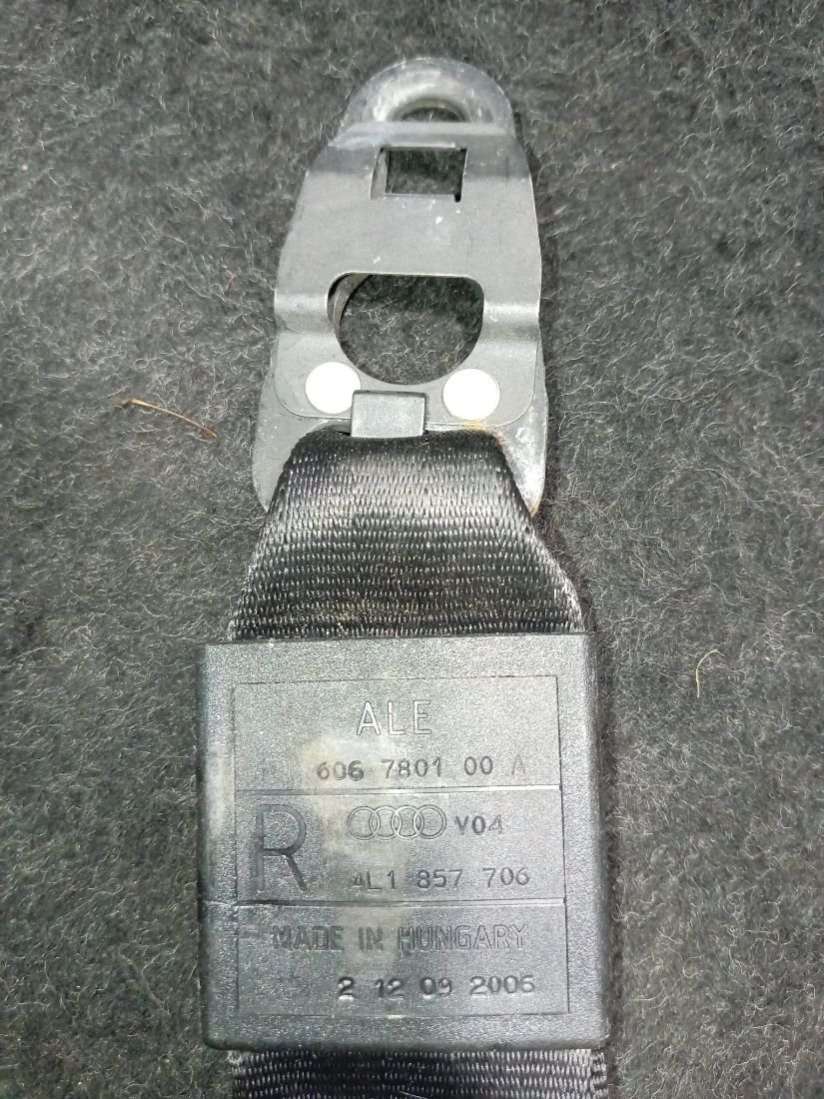 ALE
606 7801 00 A
R V04
4L1 857 706
MADE IN HUNGARY
2 12 09 2006